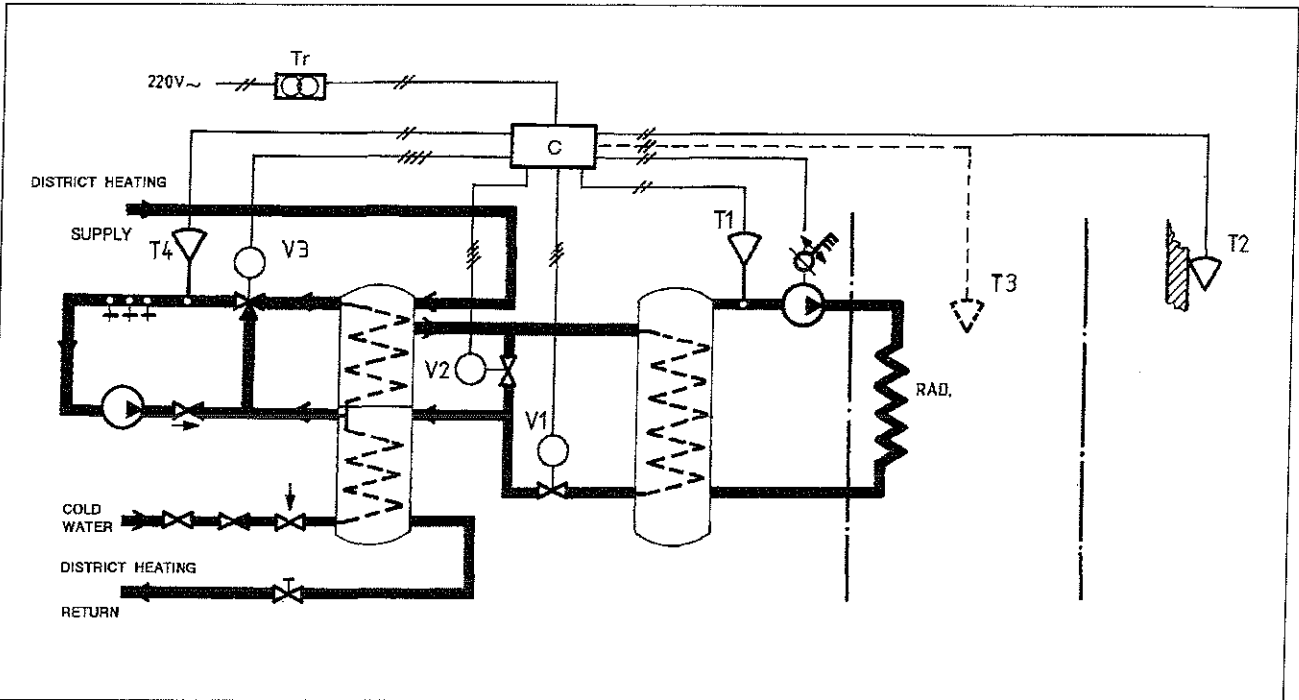 Tr
220V~
C
DISTRICT HEATING
SUPPLY
T4
V3
T1
T2
T3
V2
V1
RAD.
COLD
WATER
DISTRICT HEATING
RETURN